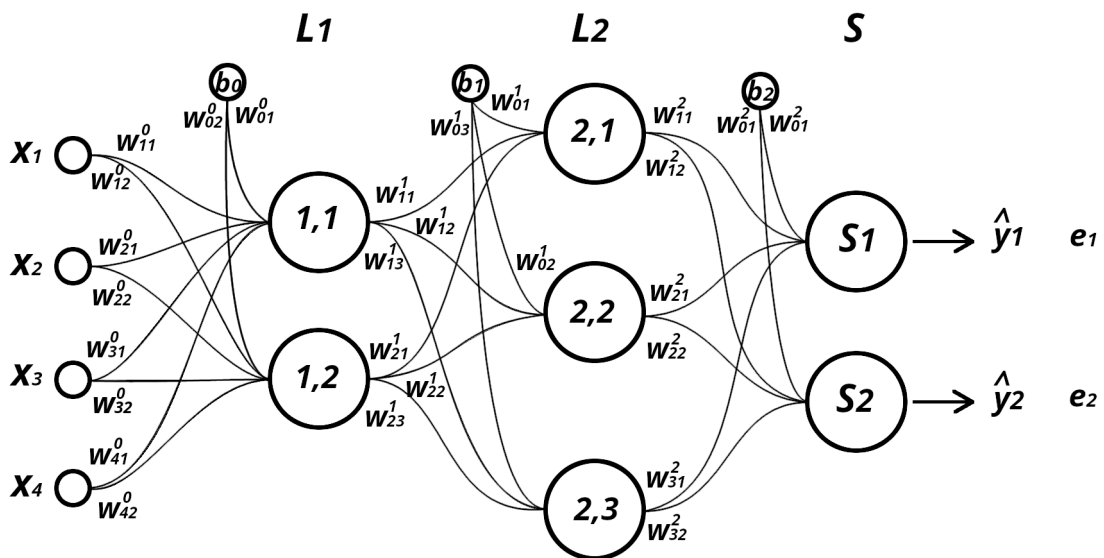 L1 L2 S
b0 b1 b2
w⁰₀₂ w⁰₀₁
w¹₀₁
w¹₀₃
w²₀₁ w²₀₁
x1
w⁰₁₁
w⁰₁₂
x2
w⁰₂₁
w⁰₂₂
x3
w⁰₃₁
w⁰₃₂
x4
w⁰₄₁
w⁰₄₂
1,1
w¹₁₁
w¹₁₂
w¹₁₃
w¹₀₂
1,2
w¹₂₁
w¹₂₂
w¹₂₃
2,1
w²₁₁
w²₁₂
2,2
w²₂₁
w²₂₂
2,3
w²₃₁
w²₃₂
S1 ŷ1 e1
S2 ŷ2 e2